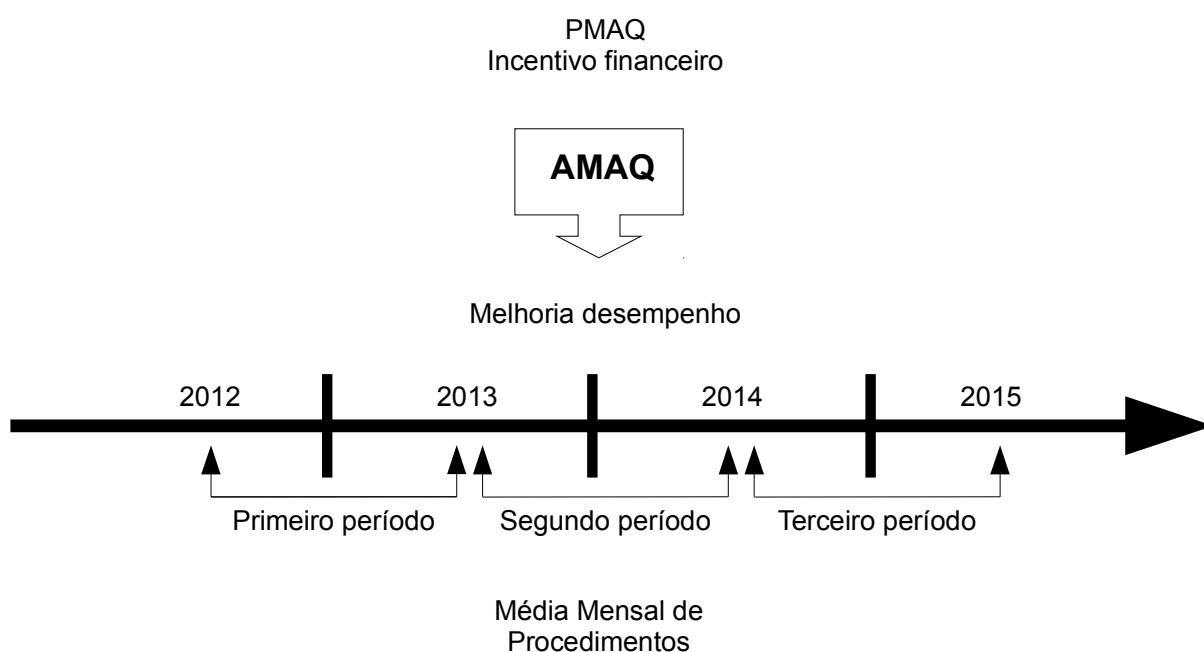 PMAQ
Incentivo financeiro
AMAQ
Melhoria desempenho
2012 2013 2014 2015
Primeiro período Segundo período Terceiro período
Média Mensal de
Procedimentos